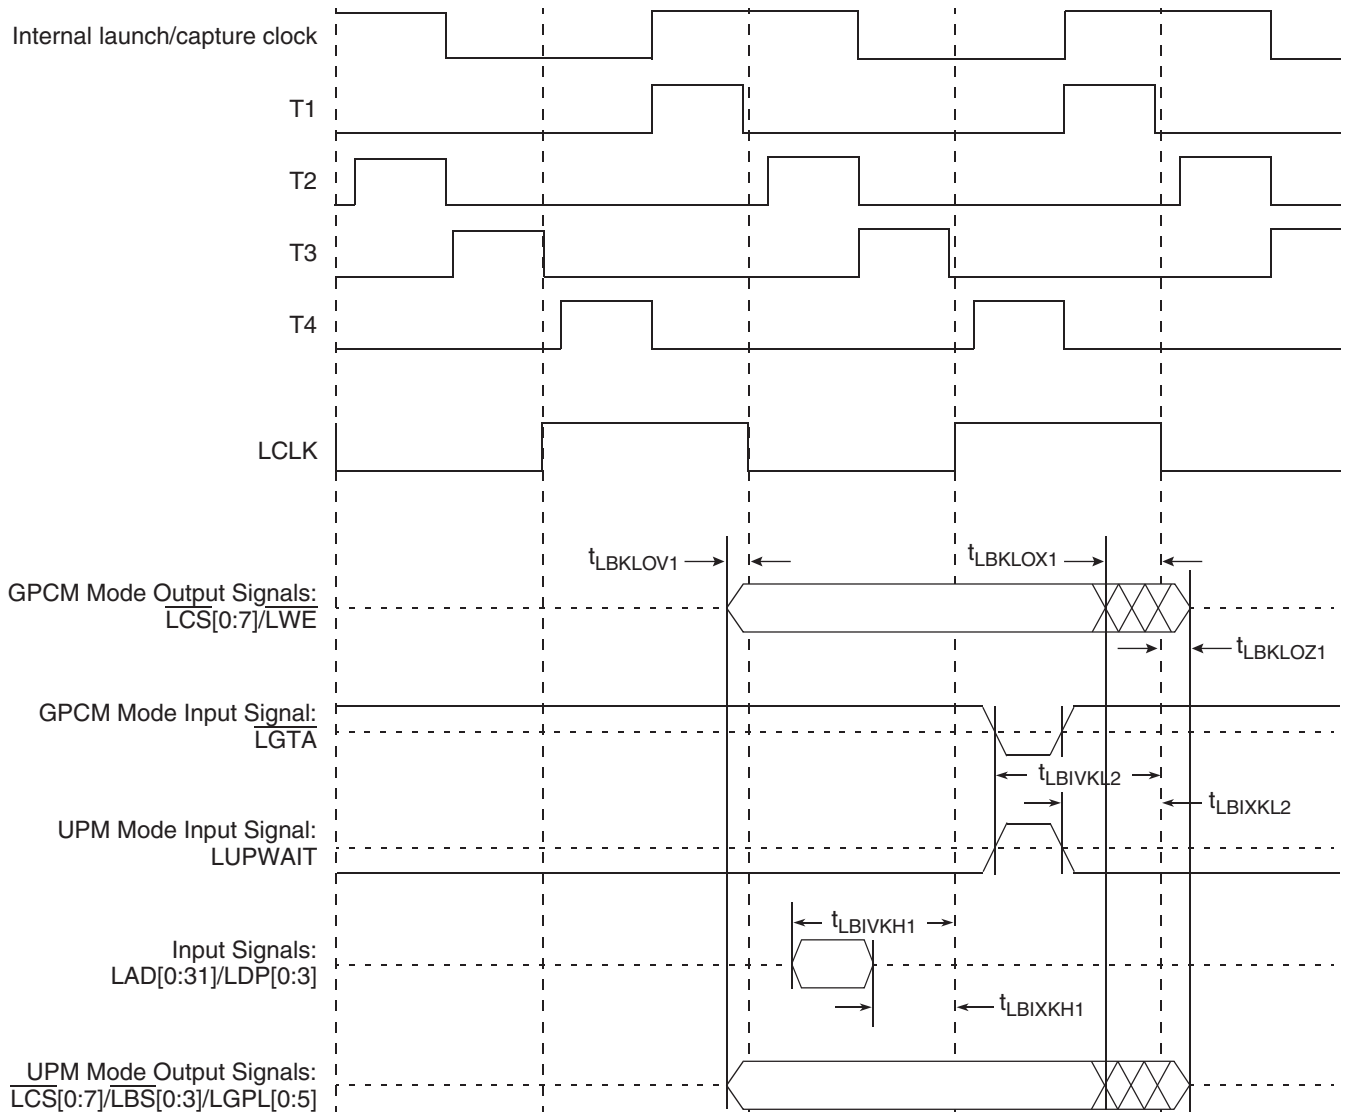 Internal launch/capture clock
T1
T2
T3
T4
LCLK
tLBKLOV1
tLBKLOX1
GPCM Mode Output Signals:
LCS[0:7]/LWE
tLBKLOZ1
GPCM Mode Input Signal:
LGTA
tLBIVKL2
tLBIXKL2
UPM Mode Input Signal:
LUPWAIT
tLBIVKH1
Input Signals:
LAD[0:31]/LDP[0:3]
tLBIXKH1
UPM Mode Output Signals:
LCS[0:7]/LBS[0:3]/LGPL[0:5]